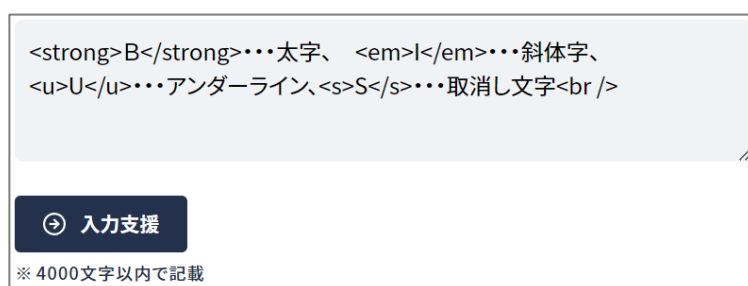 <strong>B</strong>・・・太字、　<em>I</em>・・・斜体字、
<u>U</u>・・・アンダーライン、<s>S</s>・・・取消し文字<br />
入力支援
※ 4000文字以内で記載